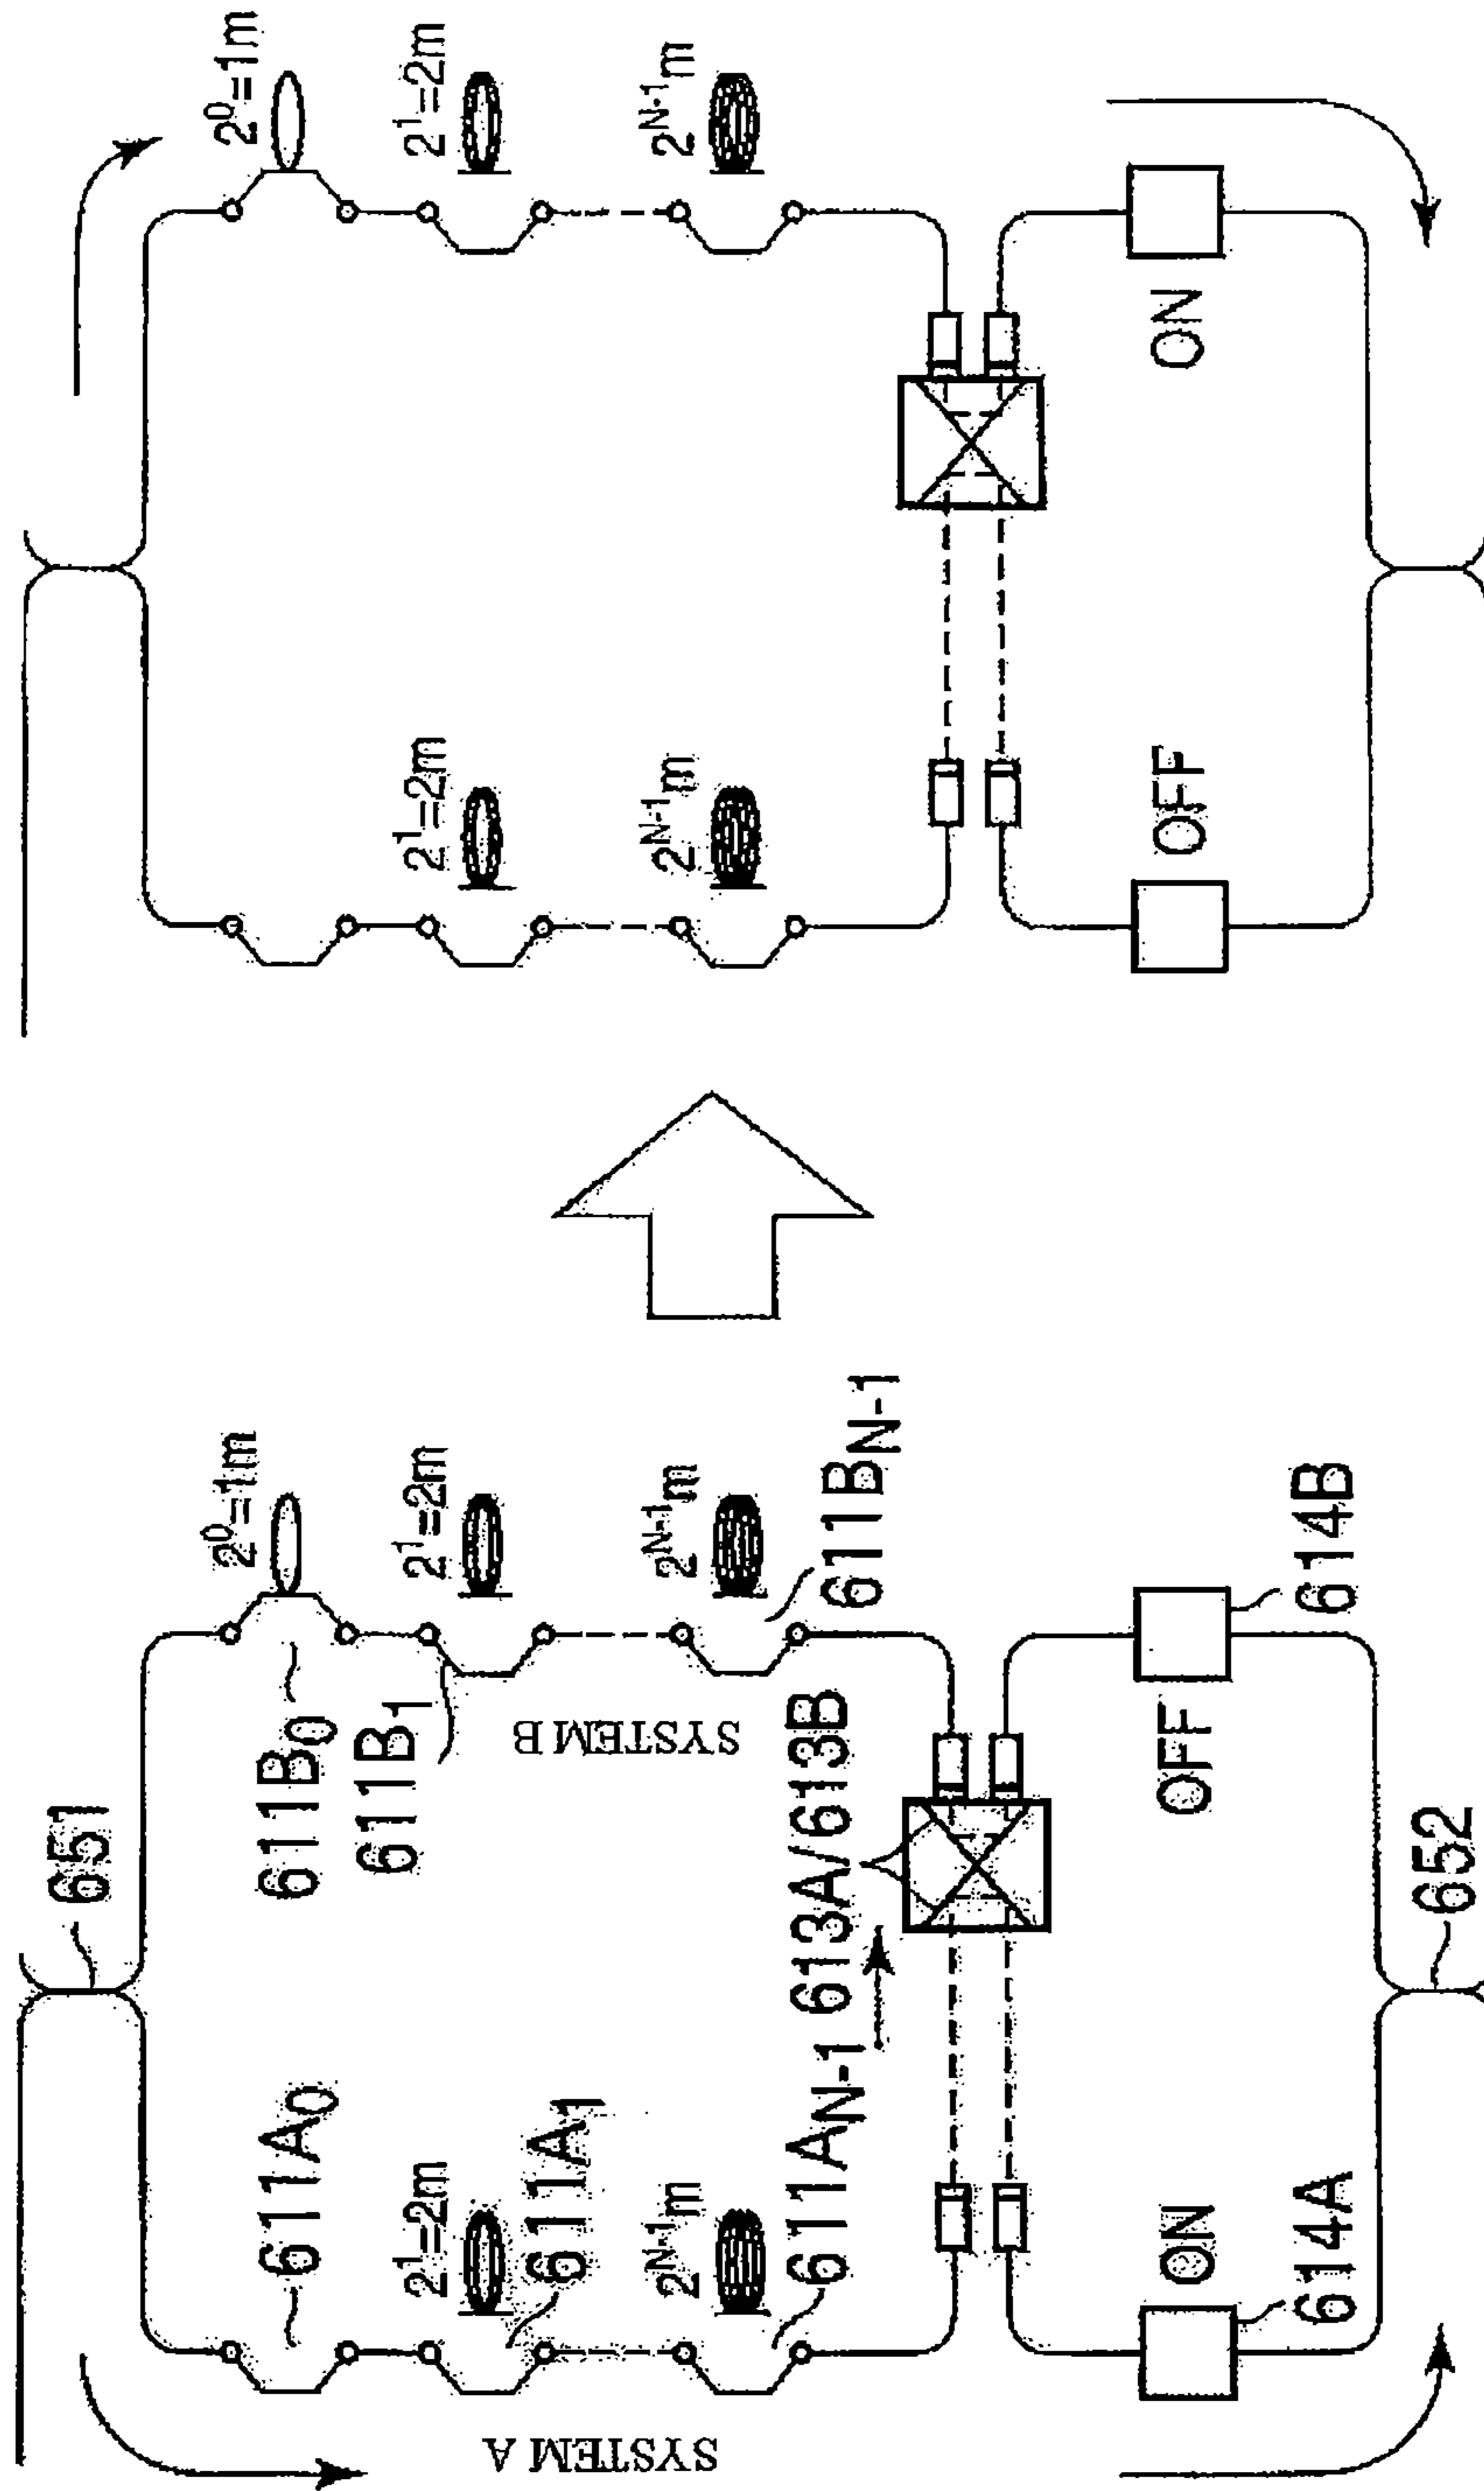 651
611A0
611B0
2^0=1m
2^1=2m
611A1
611B1
2^1=2m
SYSTEM A
SYSTEM B
2^N-1m
611AN-1
613A/613B
2^N-1m
611BN-1
ON
614A
OFF
614B
652
2^0=1m
2^1=2m
2^1=2m
2^N-1m
2^N-1m
OFF
ON